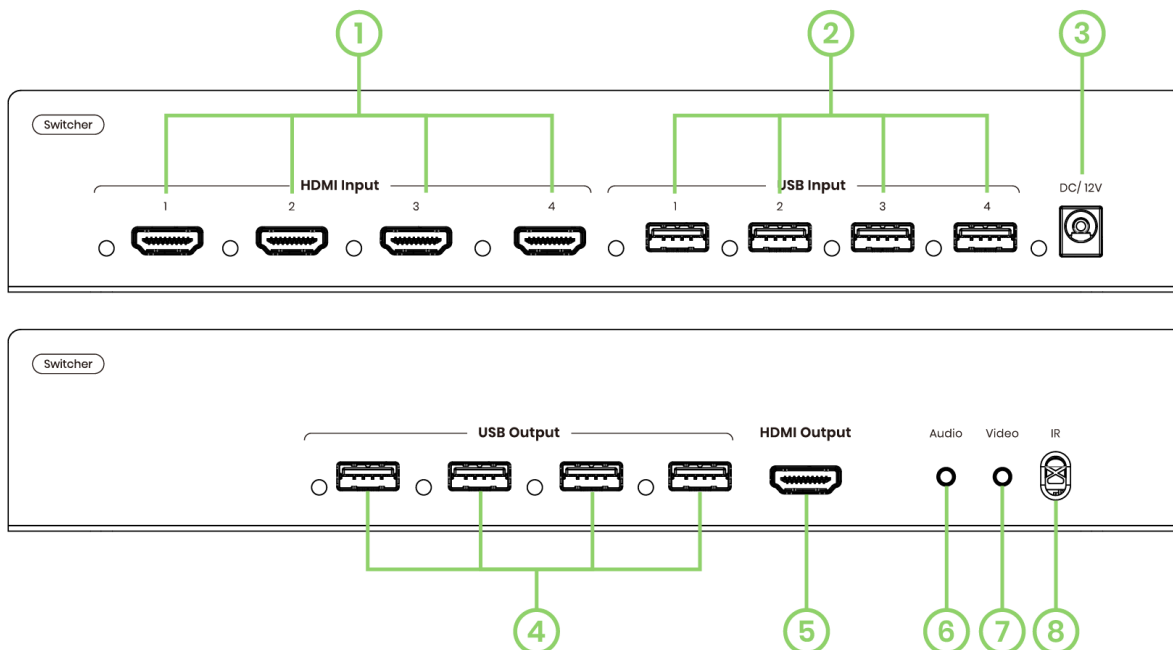 1 2 3
Switcher
HDMI Input USB Input DC/ 12V
1 2 3 4 1 2 3 4
Switcher
USB Output HDMI Output Audio Video IR
4 5 6 7 8